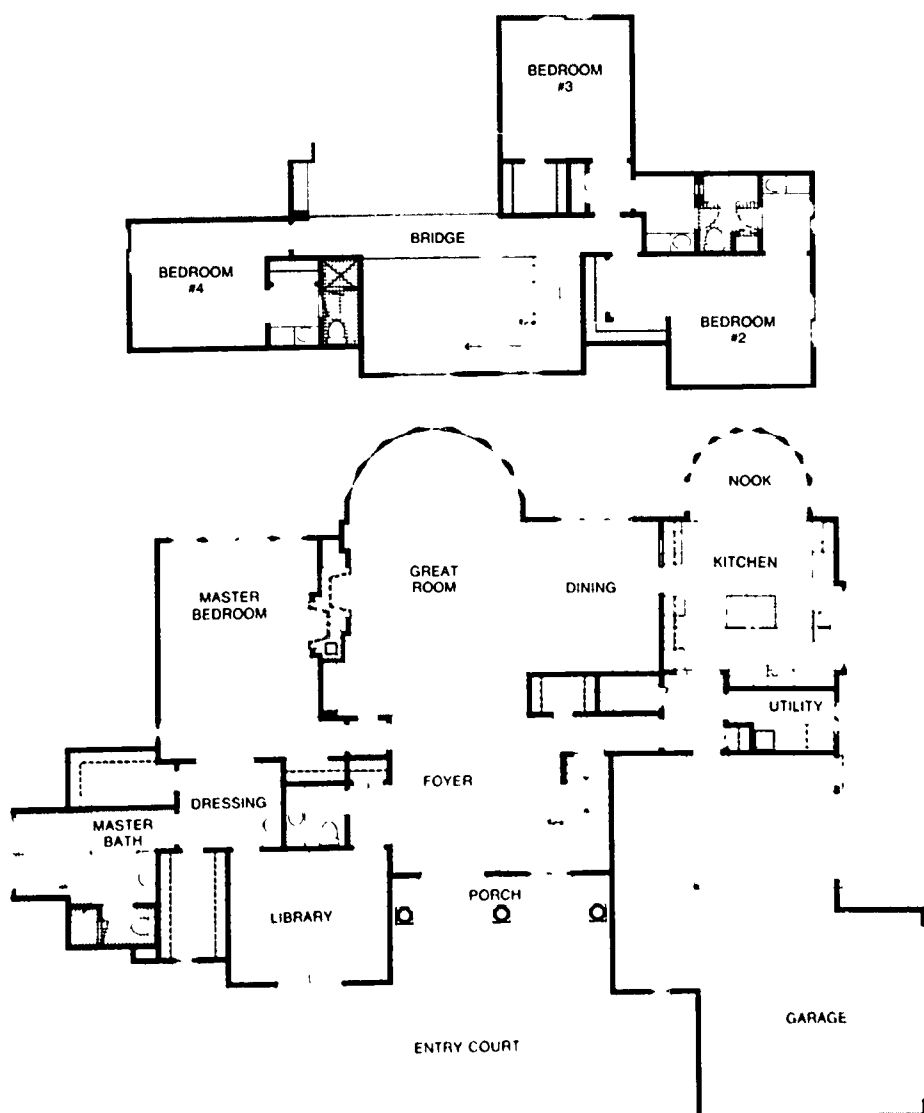 BEDROOM
#3
BRIDGE
BEDROOM
#4
BEDROOM
#2
NOOK
GREAT
ROOM
KITCHEN
DINING
MASTER
BEDROOM
UTILITY
FOYER
DRESSING
MASTER
BATH
PORCH
LIBRARY
GARAGE
ENTRY COURT